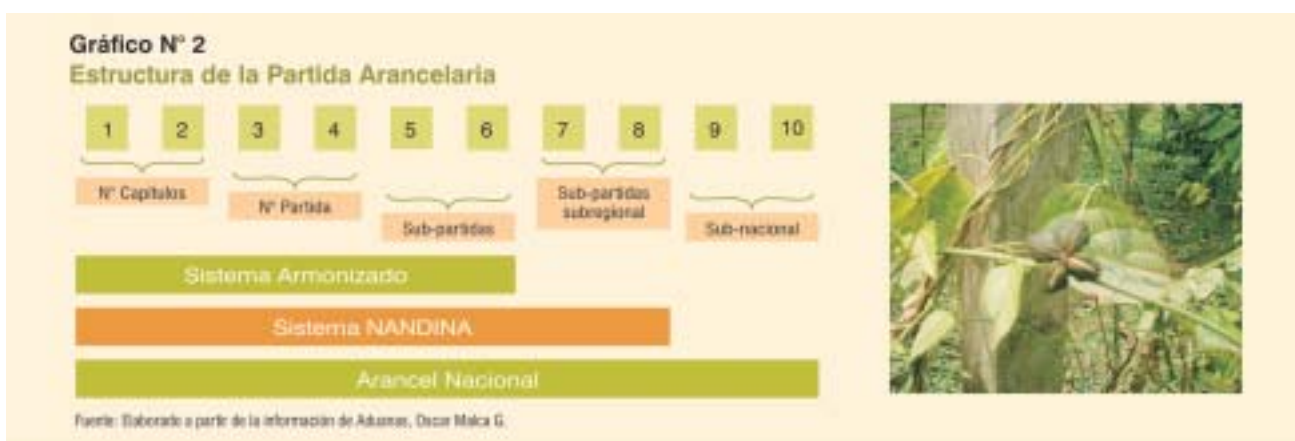 Gráfico N° 2
Estructura de la Partida Arancelaria
1 2 3 4 5 6 7 8 9 10
N° Capítulos
N° Partida
Sub-partidas
Sub-partidas
subregional
Sub-nacional
Sistema Armonizado
Sistema NANDINA
Arancel Nacional
Fuente: Elaborado a partir de la información de Aduanas, Oscar Malca G.